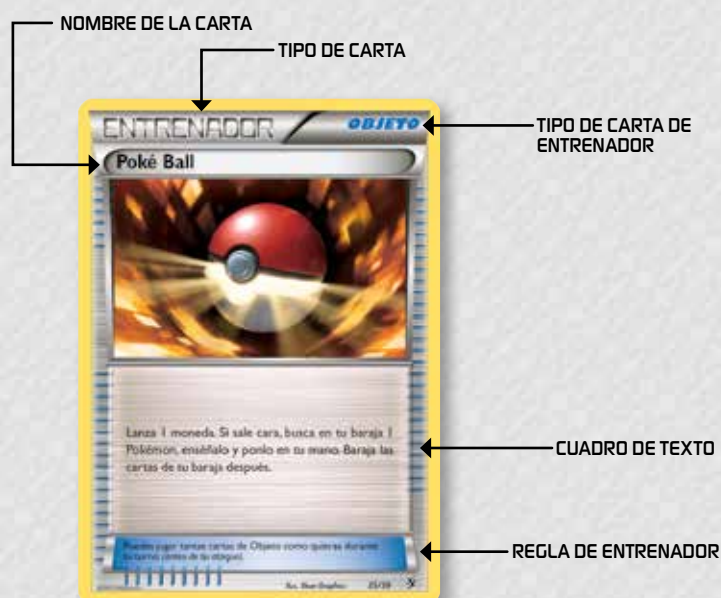 NOMBRE DE LA CARTA
TIPO DE CARTA
ENTRENADOR
OBJETO
TIPO DE CARTA DE
ENTRENADOR
Poké Ball
Lanza 1 moneda. Si sale cara, busca en tu baraja 1
Pokémon, enséñalo y ponlo en tu mano. Baraja las
cartas de tu baraja después.
CUADRO DE TEXTO
Puedes jugar tantas cartas de Objeto como quieras durante
tu turno (antes de tu ataque).
REGLA DE ENTRENADOR